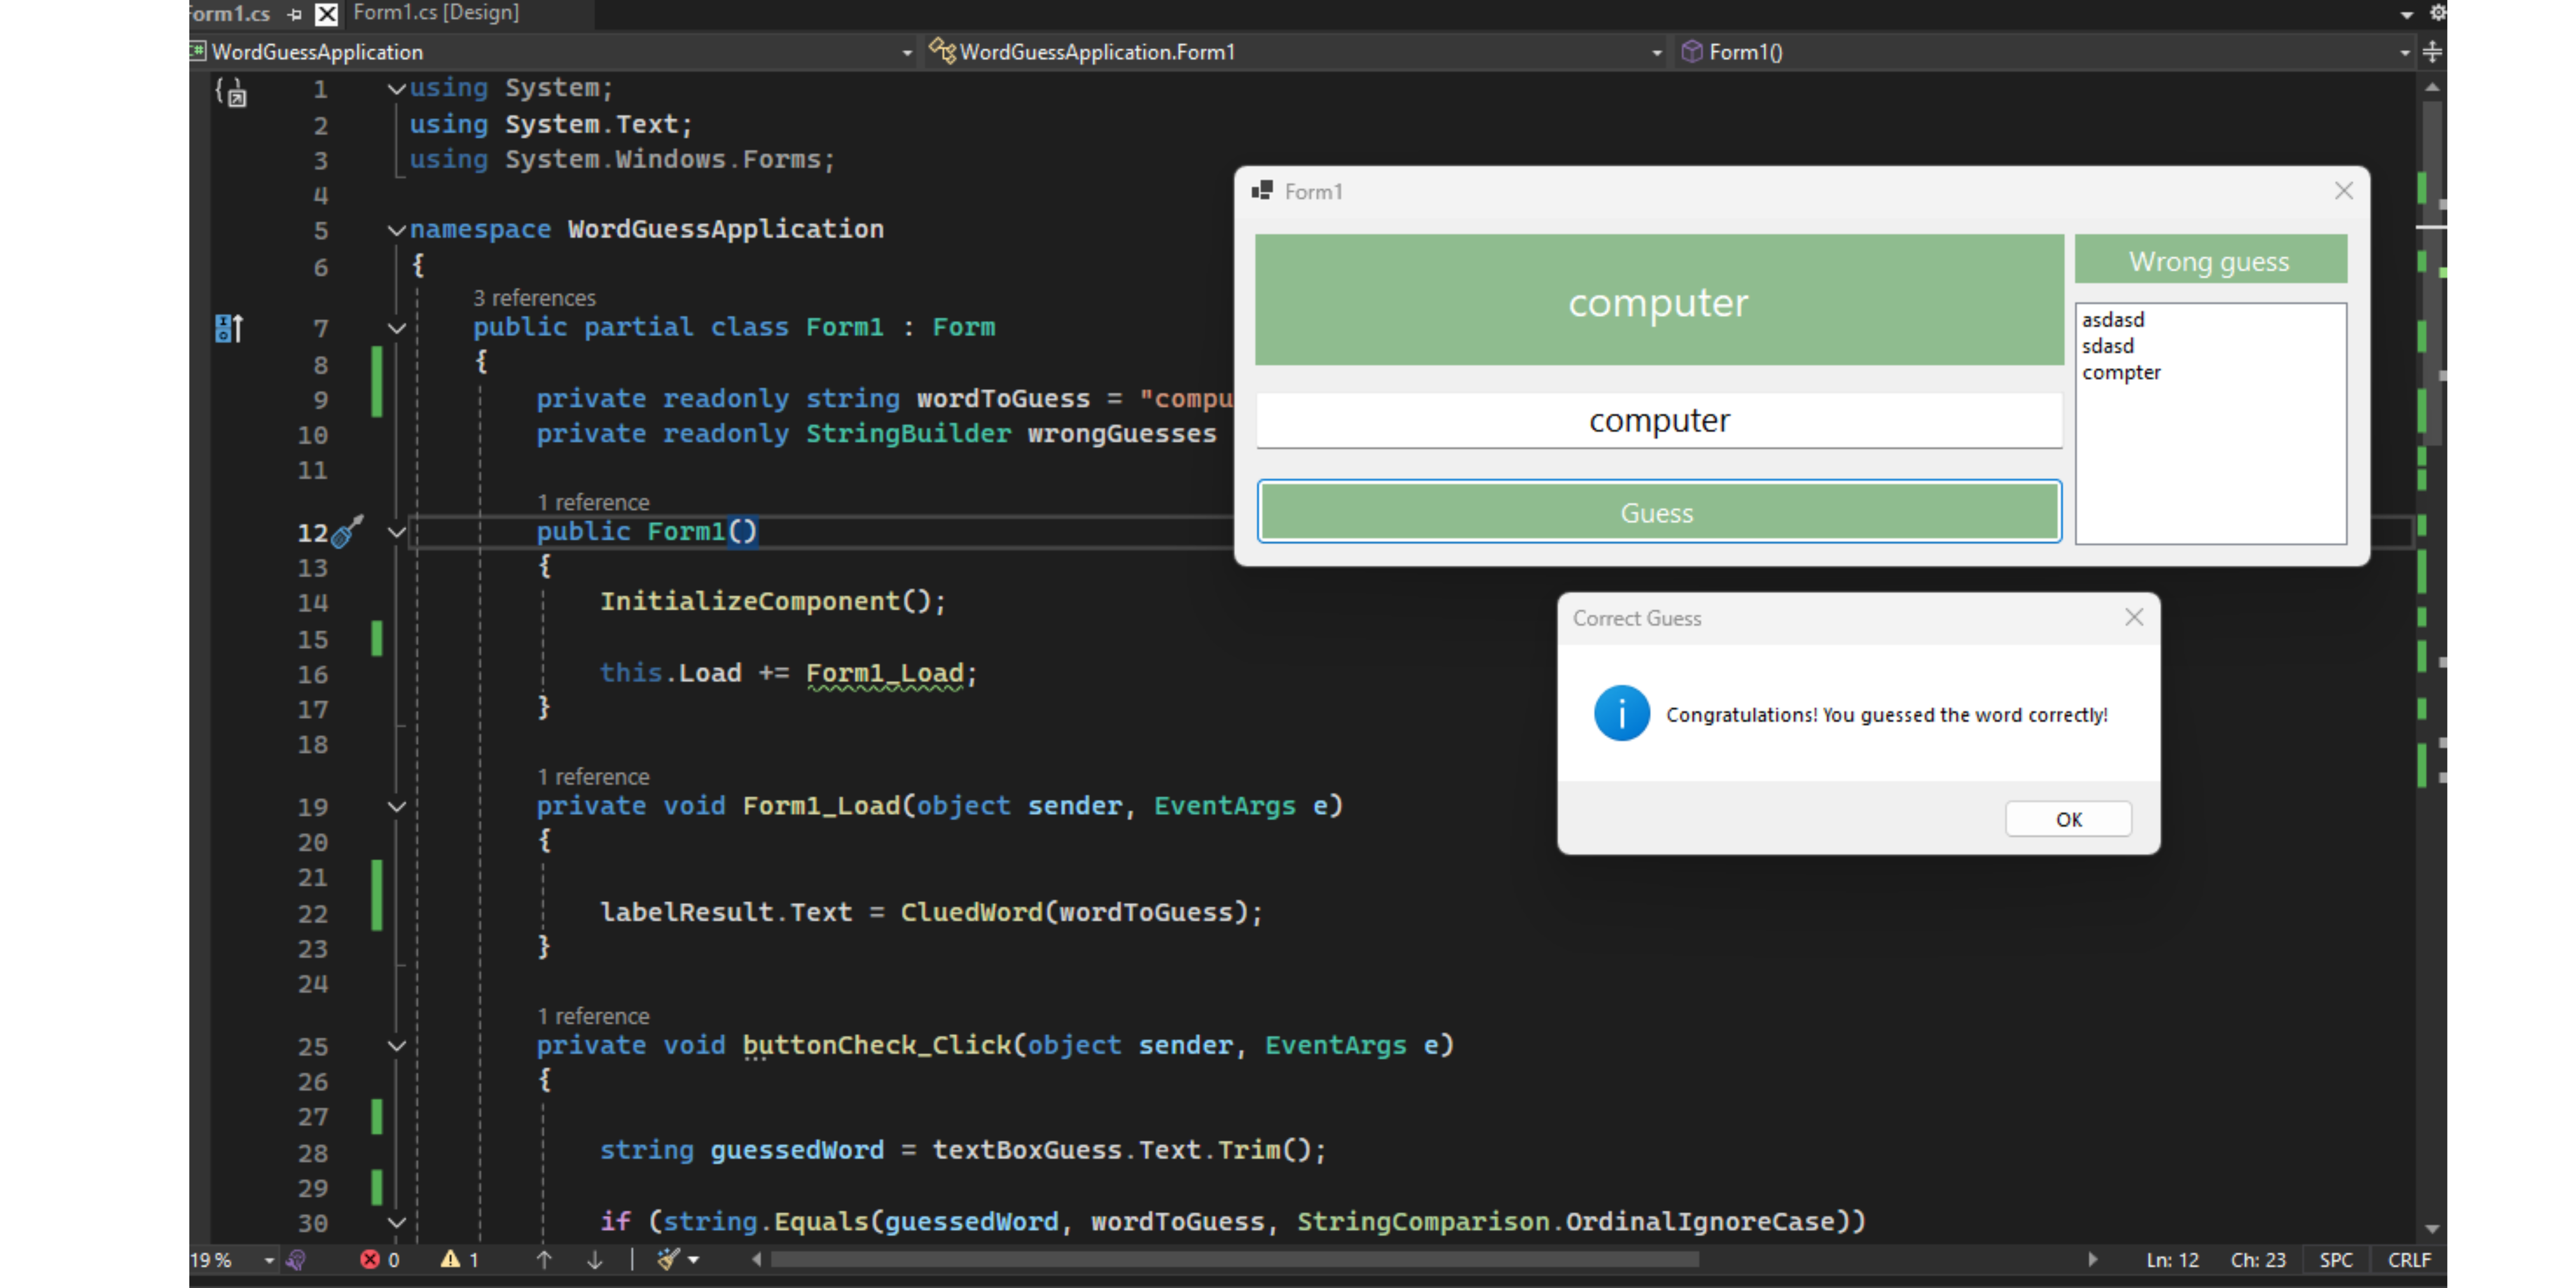 Form1.cs
Form1.cs [Design]
WordGuessApplication
WordGuessApplication.Form1
Form1()
1 using System;
2 using System.Text;
3 using System.Windows.Forms;
4
5 namespace WordGuessApplication
6 {
3 references
7 public partial class Form1 : Form
8 {
9 private readonly string wordToGuess = "compu
10 private readonly StringBuilder wrongGuesses
11
1 reference
12 public Form1()
13 {
14 InitializeComponent();
15
16 this.Load += Form1_Load;
17 }
18
1 reference
19 private void Form1_Load(object sender, EventArgs e)
20 {
21
22 labelResult.Text = CluedWord(wordToGuess);
23 }
24
1 reference
25 private void buttonCheck_Click(object sender, EventArgs e)
26 {
27
28 string guessedWord = textBoxGuess.Text.Trim();
29
30 if (string.Equals(guessedWord, wordToGuess, StringComparison.OrdinalIgnoreCase))
Form1
computer
computer
Guess
Wrong guess
asdasd
sdasd
compter
Correct Guess
Congratulations! You guessed the word correctly!
OK
19 %
0
1
Ln: 12
Ch: 23
SPC
CRLF